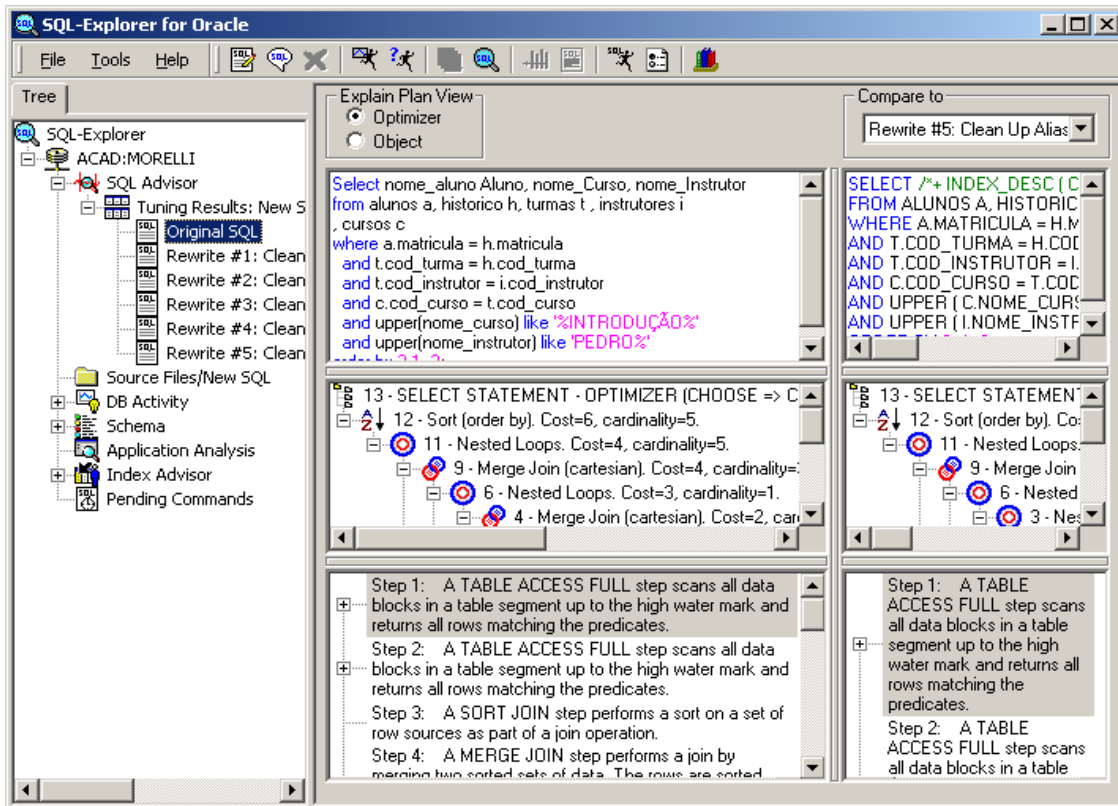 SQL-Explorer for Oracle
File Tools Help
Tree
SQL-Explorer
ACAD:MORELLI
SQL Advisor
Tuning Results: New S
Original SQL
Rewrite #1: Clean
Rewrite #2: Clean
Rewrite #3: Clean
Rewrite #4: Clean
Rewrite #5: Clean
Source Files/New SQL
DB Activity
Schema
Application Analysis
Index Advisor
Pending Commands
Explain Plan View
Optimizer
Object
Select nome_aluno Aluno, nome_Curso, nome_Instrutor
from alunos a, historico h, turmas t , instrutores i
, cursos c
where a.matricula = h.matricula
and t.cod_turma = h.cod_turma
and t.cod_instrutor = i.cod_instrutor
and c.cod_curso = t.cod_curso
and upper(nome_curso) like '%INTRODUÇÃO%'
and upper(nome_instrutor) like 'PEDRO%'
13 - SELECT STATEMENT - OPTIMIZER (CHOOSE => C
12 - Sort (order by). Cost=6, cardinality=5.
11 - Nested Loops. Cost=4, cardinality=5.
9 - Merge Join (cartesian). Cost=4, cardinality=
6 - Nested Loops. Cost=3, cardinality=1.
4 - Merge Join (cartesian). Cost=2, car
Step 1: A TABLE ACCESS FULL step scans all data
blocks in a table segment up to the high water mark and
returns all rows matching the predicates.
Step 2: A TABLE ACCESS FULL step scans all data
blocks in a table segment up to the high water mark and
returns all rows matching the predicates.
Step 3: A SORT JOIN step performs a sort on a set of
row sources as part of a join operation.
Step 4: A MERGE JOIN step performs a join by
merging two sorted sets of data. The rows are sorted
Compare to
Rewrite #5: Clean Up Alias
SELECT /*+ INDEX_DESC ( C
FROM ALUNOS A, HISTORIC
WHERE A.MATRICULA = H.M
AND T.COD_TURMA = H.COD
AND T.COD_INSTRUTOR = I.
AND C.COD_CURSO = T.COD
AND UPPER ( C.NOME_CURS
AND UPPER ( I.NOME_INSTF
13 - SELECT STATEMENT
12 - Sort (order by). Co
11 - Nested Loops.
9 - Merge Join
6 - Nested
3 - Nes
Step 1: A TABLE
ACCESS FULL step scans
all data blocks in a table
segment up to the high
water mark and returns all
rows matching the
predicates.
Step 2: A TABLE
ACCESS FULL step scans
all data blocks in a table